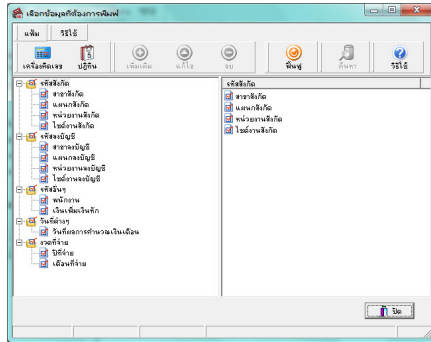 เลือกข้อมูลที่ต้องการพิมพ์
แฟ้ม วิธีใช้
เครื่องคิดเลข ปฏิทิน เพิ่มเติม แก้ไข ลบ ฟื้นฟู ค้นหา วิธีใช้
รหัสสังกัด
สาขาสังกัด
แผนกสังกัด
หน่วยงานสังกัด
ไซต์งานสังกัด
รหัสลงบัญชี
สาขาลงบัญชี
แผนกลงบัญชี
หน่วยงานลงบัญชี
ไซต์งานลงบัญชี
รหัสอื่นๆ
พนักงาน
เงินเพิ่มเงินหัก
วันที่ต่างๆ
วันที่ผลการคำนวณเงินเดือน
งวดที่จ่าย
ปีที่จ่าย
เดือนที่จ่าย
รหัสสังกัด
สาขาสังกัด
แผนกสังกัด
หน่วยงานสังกัด
ไซต์งานสังกัด
ปิด